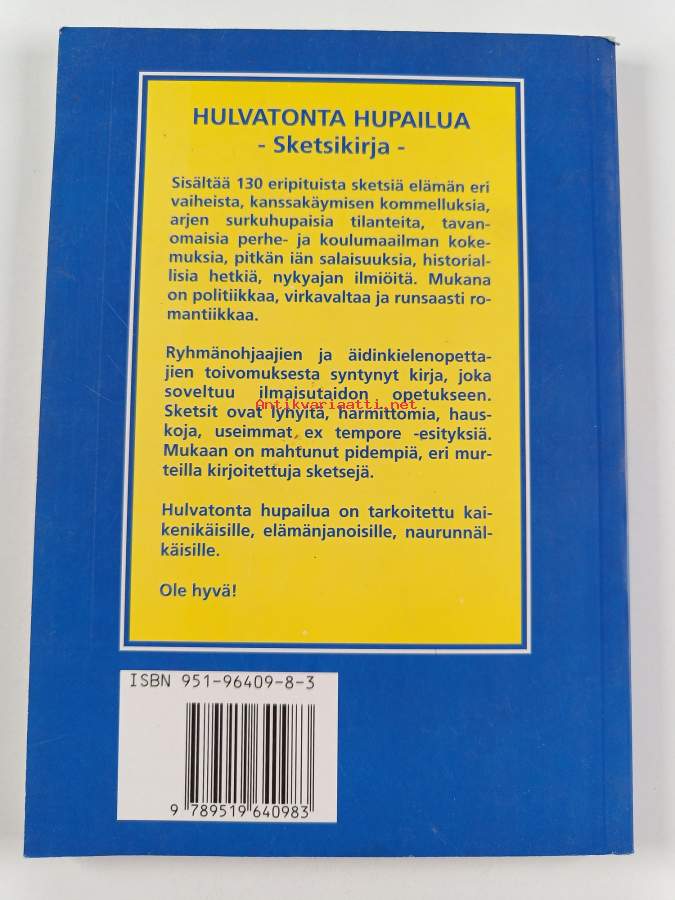 HULVATONTA HUPAILUA
- Sketsikirja -
Sisältää 130 eripituista sketsiä elämän eri
vaiheista, kanssakäymisen kommelluksia,
arjen surkuhupaisia tilanteita, tavan-
omaisia perhe- ja koulumaailman koke-
muksia, pitkän iän salaisuuksia, historial-
lisia hetkiä, nykyajan ilmiöitä. Mukana
on politiikkaa, virkavaltaa ja runsaasti ro-
mantiikkaa.
Ryhmänohjaajien ja äidinkielenopetta-
jien toivomuksesta syntynyt kirja, joka
soveltuu ilmaisutaidon opetukseen.
Antikvariaatti.net
Sketsit ovat lyhyitä, harmittomia, haus-
koja, useimmat ex tempore -esityksiä.
Mukaan on mahtunut pidempiä, eri mur-
teilla kirjoitettuja sketsejä.
Hulvatonta hupailua on tarkoitettu kai-
kenikäisille, elämänjanoisille, naurunnäl-
käisille.
Ole hyvä!
ISBN 951-96409-8-3
9 789519 640983